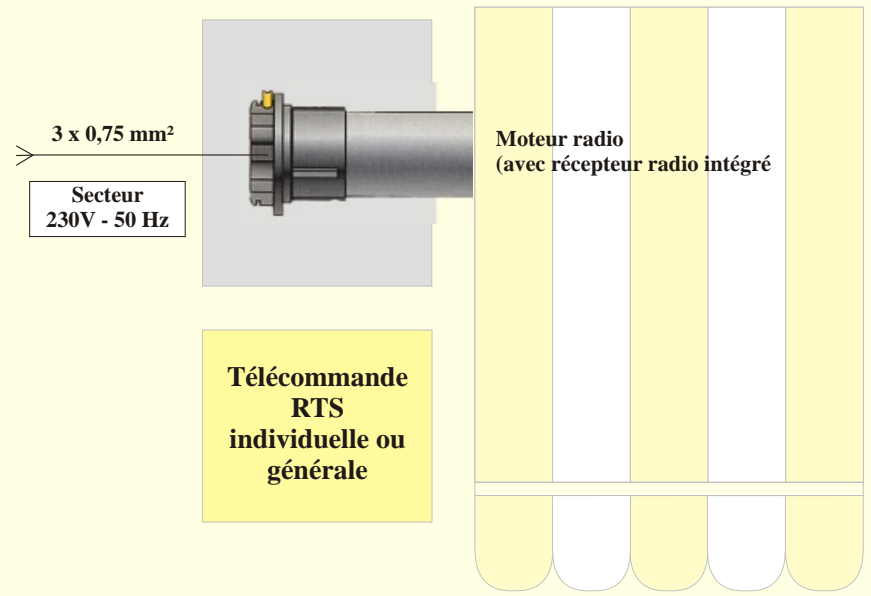 3 x 0,75 mm²
Secteur
230V - 50 Hz
Moteur radio
(avec récepteur radio intégré
Télécommande
RTS
individuelle ou
générale